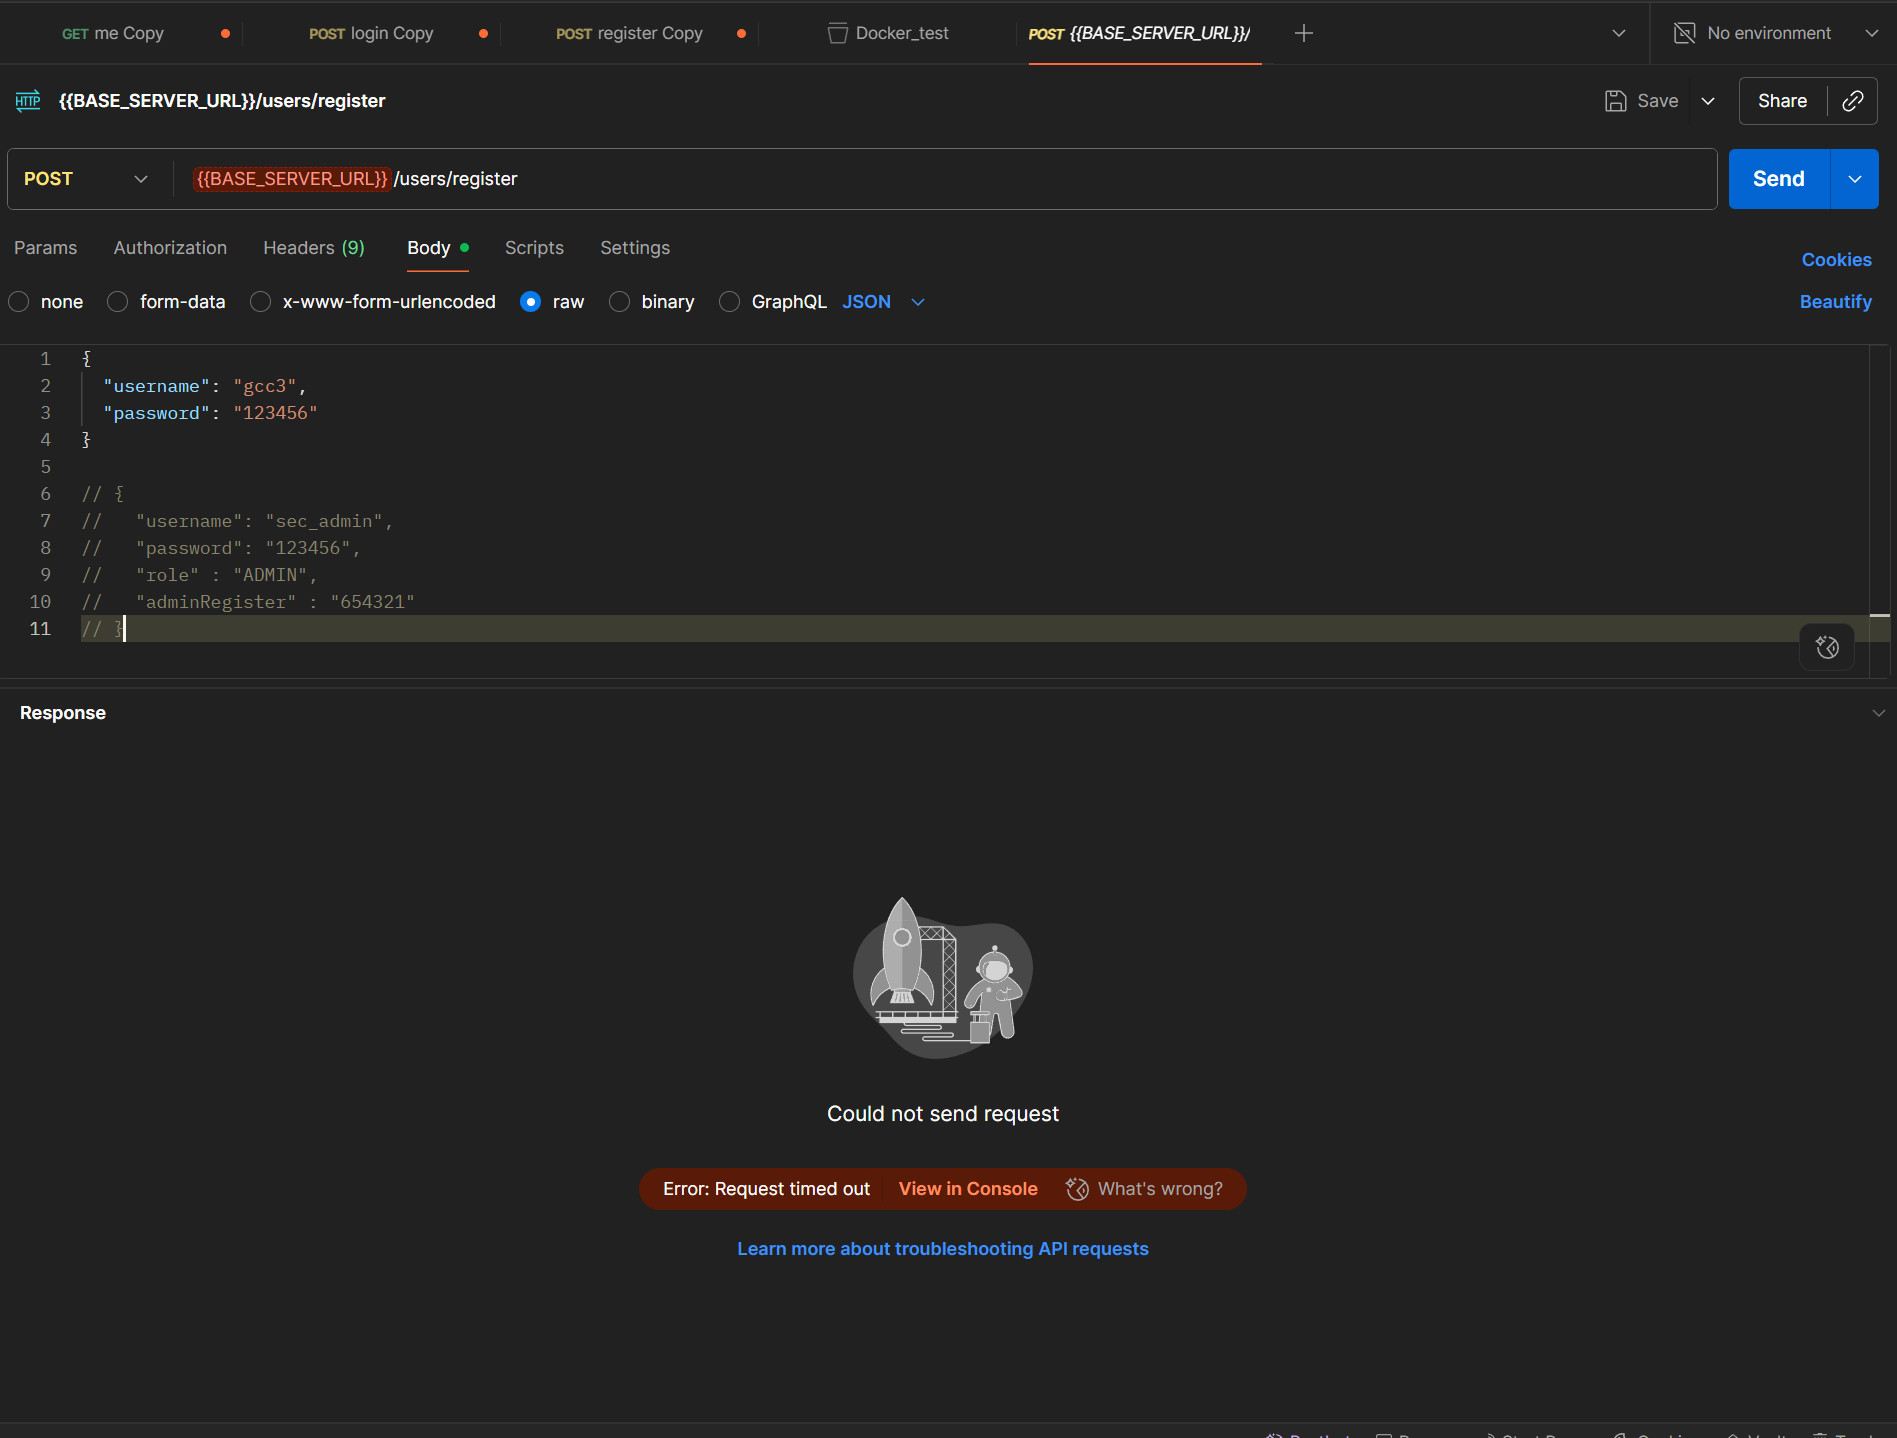 GET me Copy POST login Copy POST register Copy Docker_test POST {{BASE_SERVER_URL}}/ No environment
HTTP {{BASE_SERVER_URL}}/users/register Save Share
POST {{BASE_SERVER_URL}}/users/register Send
Params Authorization Headers (9) Body Scripts Settings Cookies
none form-data x-www-form-urlencoded raw binary GraphQL JSON Beautify
1 {
2 "username": "gcc3",
3 "password": "123456"
4 }
5
6 // {
7 // "username": "sec_admin",
8 // "password": "123456",
9 // "role" : "ADMIN",
10 // "adminRegister" : "654321"
11 // }
Response
Could not send request
Error: Request timed out View in Console What's wrong?
Learn more about troubleshooting API requests